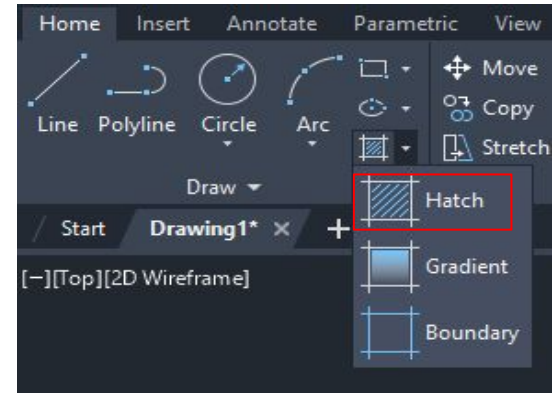 Home Insert Annotate Parametric View
Move
Copy
Line Polyline Circle Arc
Stretch
Draw
Hatch
Start Drawing1* × +
Gradient
[−][Top][2D Wireframe]
Boundary